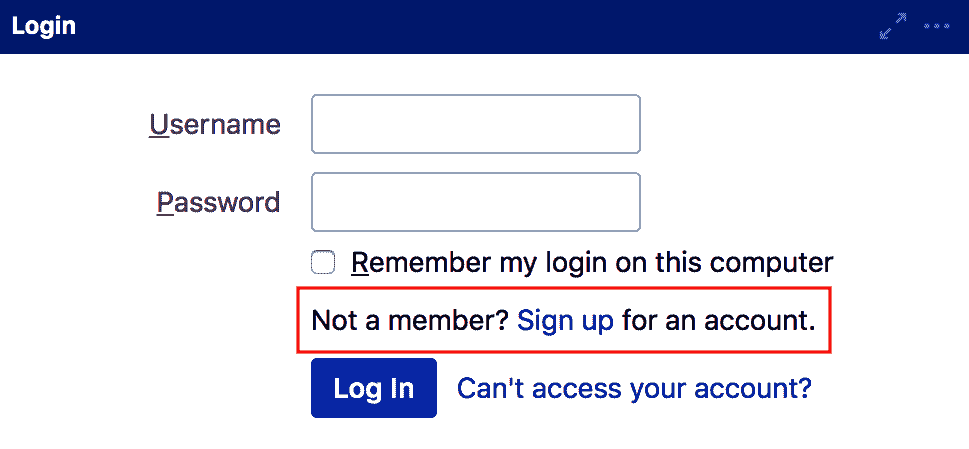 Login
Username
Password
Remember my login on this computer
Not a member? Sign up for an account.
Log In Can't access your account?